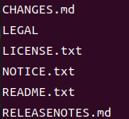 CHANGES.md
LEGAL
LICENSE.txt
NOTICE.txt
README.txt
RELEASENOTES.md